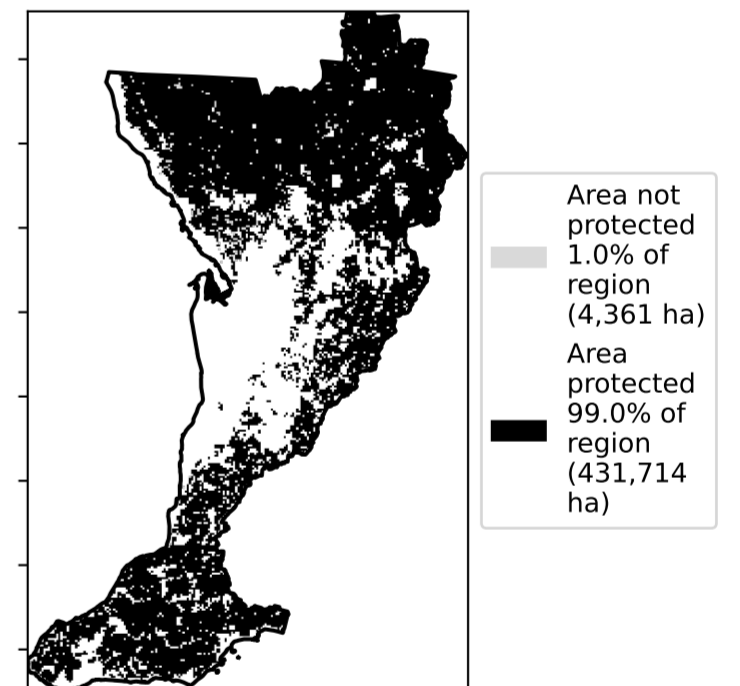 Area not
protected
1.0% of
region
(4,361 ha)
Area
protected
99.0% of
region
(431,714
ha)